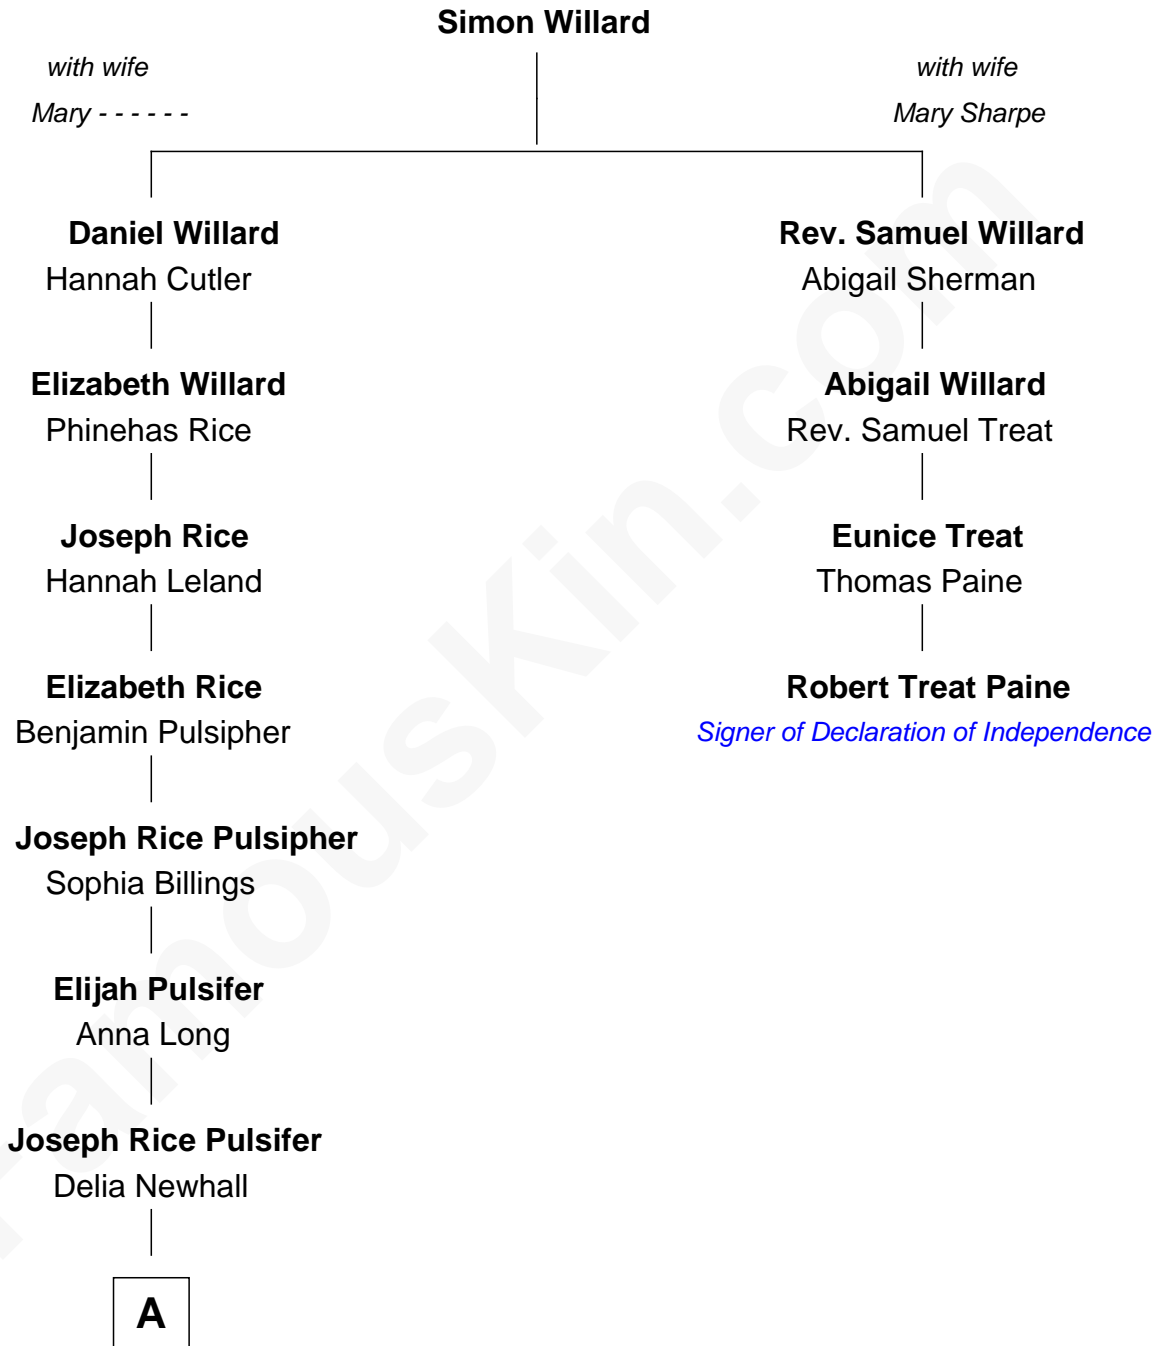 Simon Willard
with wife
Mary - - - - - -
with wife
Mary Sharpe
Daniel Willard
Hannah Cutler
Rev. Samuel Willard
Abigail Sherman
Elizabeth Willard
Phinehas Rice
Abigail Willard
Rev. Samuel Treat
Joseph Rice
Hannah Leland
Eunice Treat
Thomas Paine
Elizabeth Rice
Benjamin Pulsipher
Robert Treat Paine
Signer of Declaration of Independence
Joseph Rice Pulsipher
Sophia Billings
Elijah Pulsifer
Anna Long
Joseph Rice Pulsifer
Delia Newhall
A
FamousKin.com